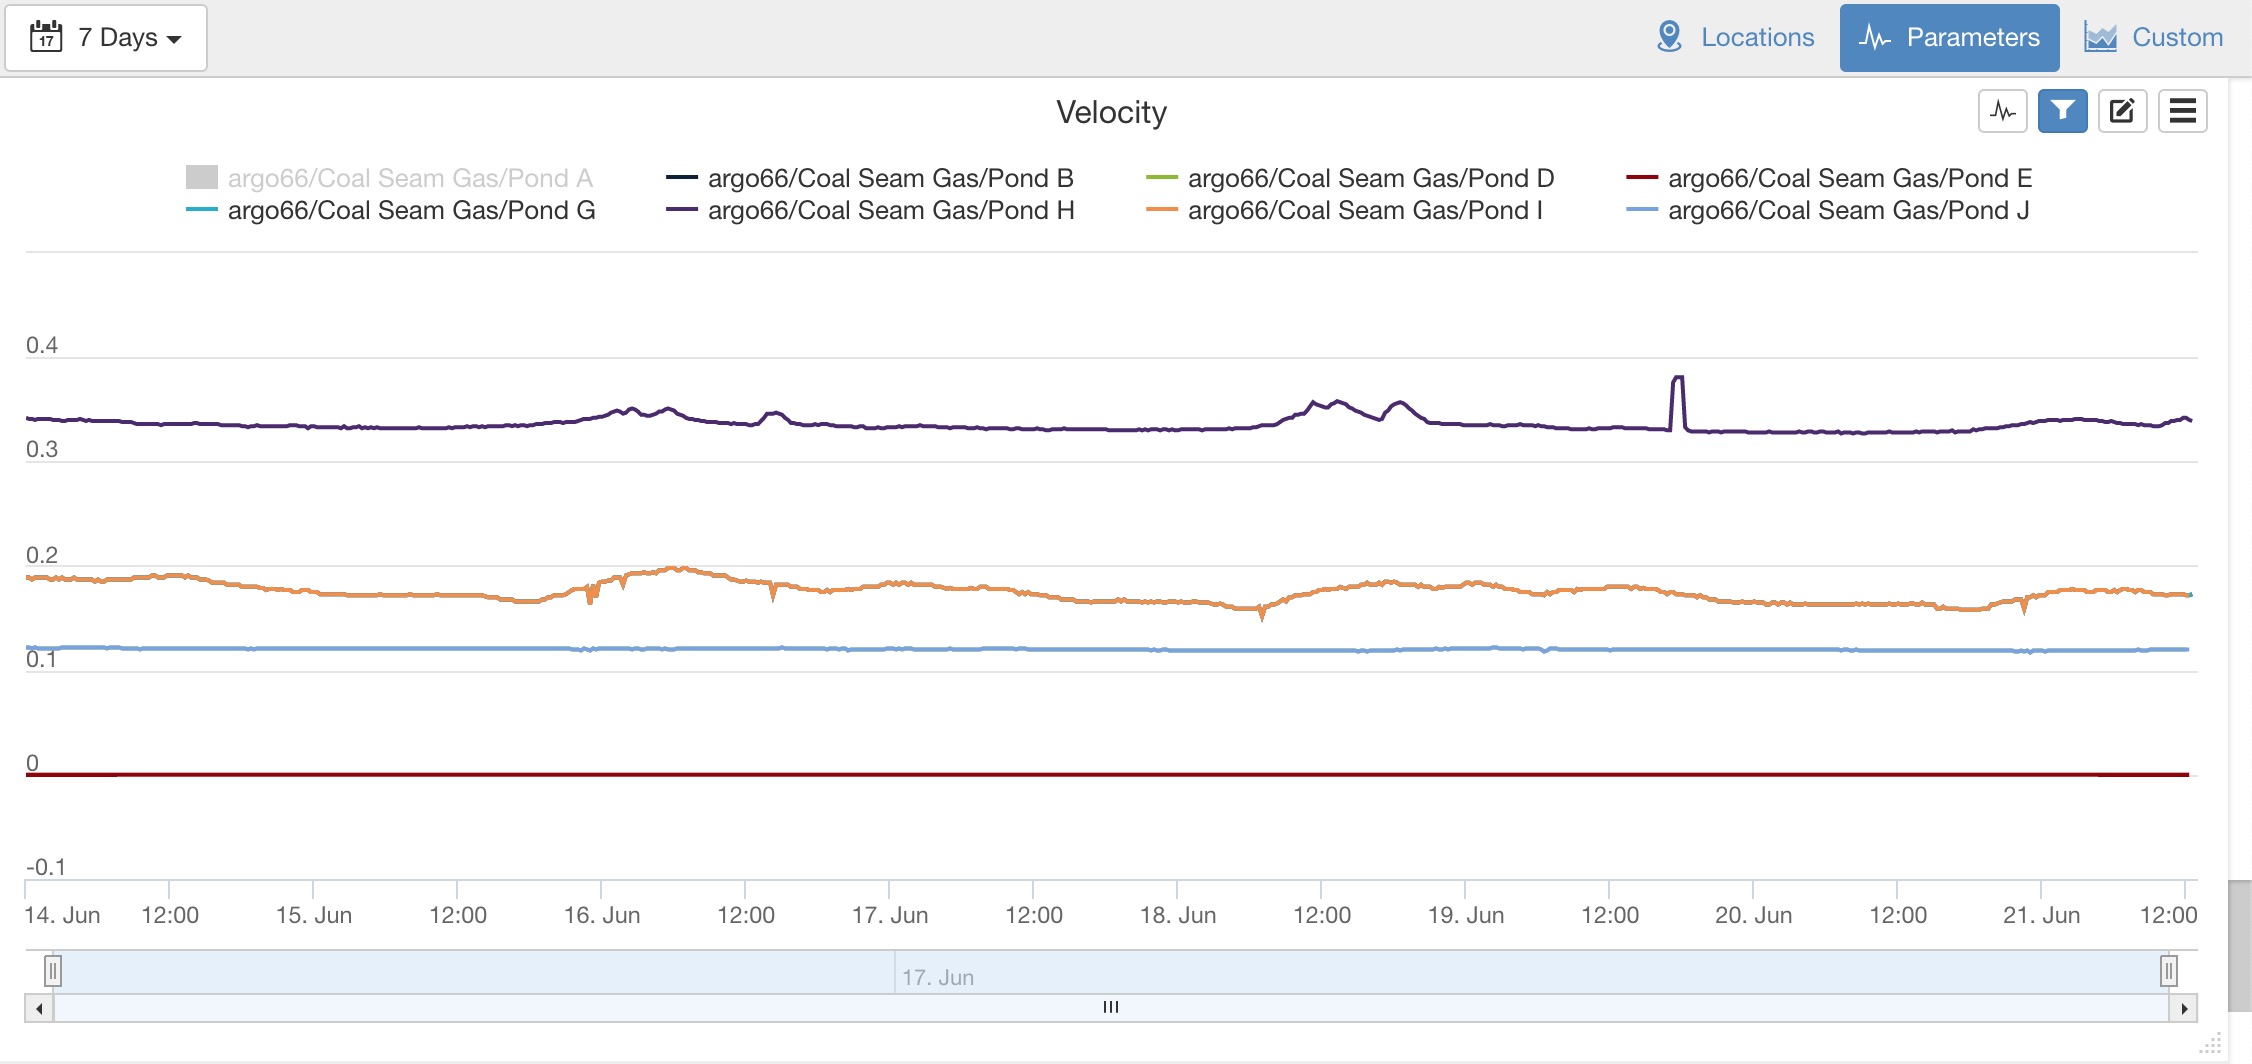 17 7 Days Locations Parameters Custom
Velocity
argo66/Coal Seam Gas/Pond A argo66/Coal Seam Gas/Pond B argo66/Coal Seam Gas/Pond D argo66/Coal Seam Gas/Pond E
argo66/Coal Seam Gas/Pond G argo66/Coal Seam Gas/Pond H argo66/Coal Seam Gas/Pond I argo66/Coal Seam Gas/Pond J
0.4
0.3
0.2
0.1
0
-0.1
14. Jun 12:00 15. Jun 12:00 16. Jun 12:00 17. Jun 12:00 18. Jun 12:00 19. Jun 12:00 20. Jun 12:00 21. Jun 12:00
17. Jun